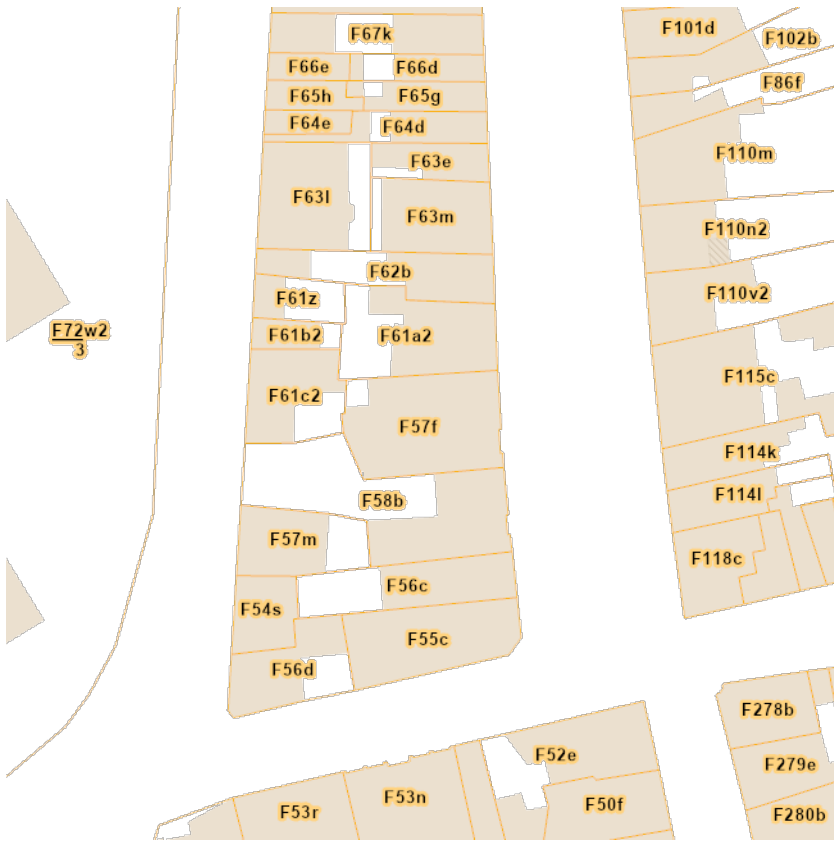 F67k
F101d
F102b
F66e
F66d
F86f
F65h
F65g
F64e
F64d
F110m
F63e
F63l
F63m
F110n2
F62b
F61z
F110v2
F72w2
3
F61b2
F61a2
F61c2
F115c
F57f
F114k
F58b
F114l
F57m
F118c
F56c
F54s
F55c
F56d
F278b
F52e
F279e
F53n
F53r
F50f
F280b